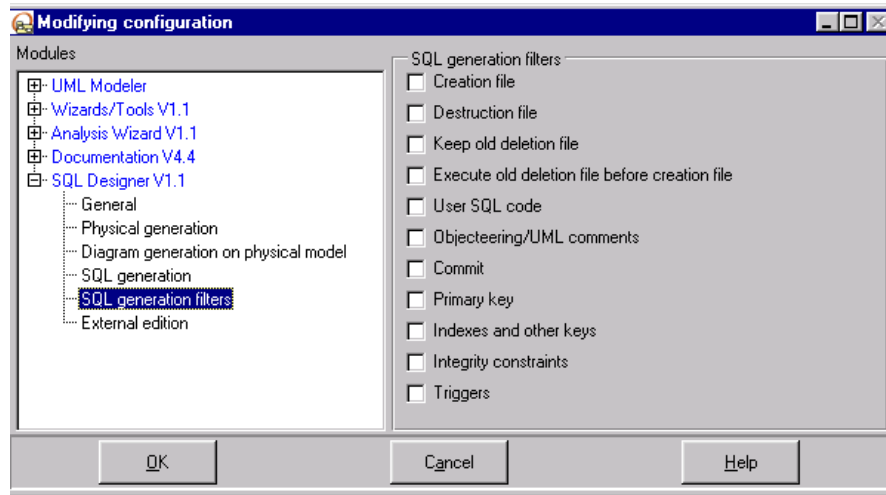 Modifying configuration
Modules
UML Modeler
Wizards/Tools V1.1
Analysis Wizard V1.1
Documentation V4.4
SQL Designer V1.1
General
Physical generation
Diagram generation on physical model
SQL generation
SQL generation filters
External edition
SQL generation filters
Creation file
Destruction file
Keep old deletion file
Execute old deletion file before creation file
User SQL code
Objecteering/UML comments
Commit
Primary key
Indexes and other keys
Integrity constraints
Triggers
OK
Cancel
Help